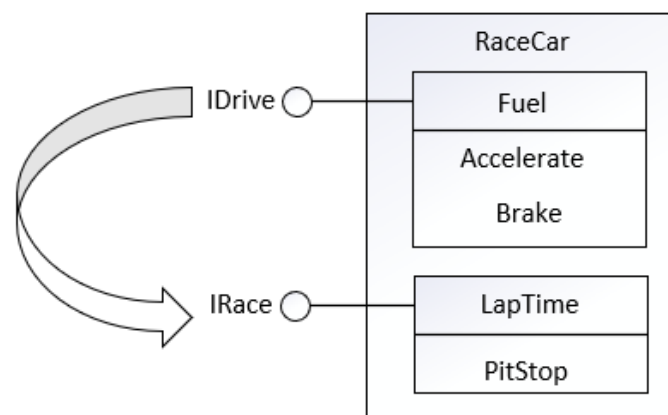 RaceCar
IDrive
Fuel
Accelerate
Brake
IRace
LapTime
PitStop